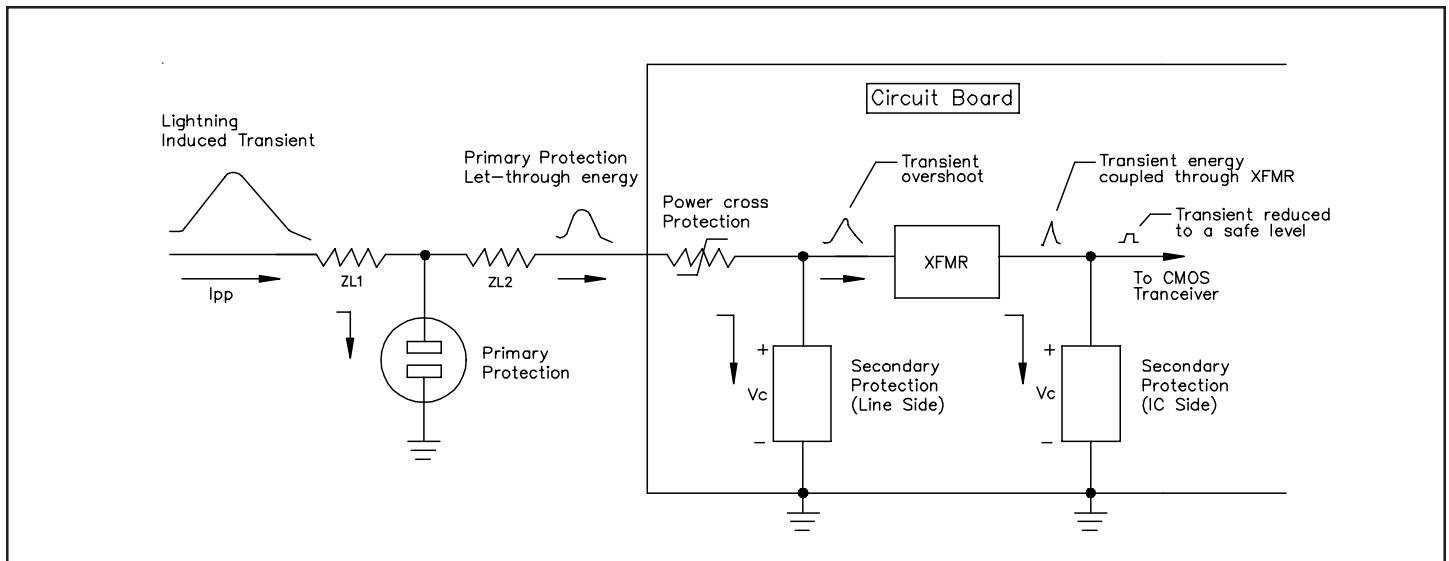 Circuit Board
Lightning
Induced Transient
Primary Protection
Let-through energy
Power cross
Protection
Transient
overshoot
Transient energy
coupled through XFMR
Transient reduced
to a safe level
Ipp
ZL1
ZL2
XFMR
To CMOS
Tranceiver
Primary
Protection
+
Vc
-
Secondary
Protection
(Line Side)
+
Vc
-
Secondary
Protection
(IC Side)